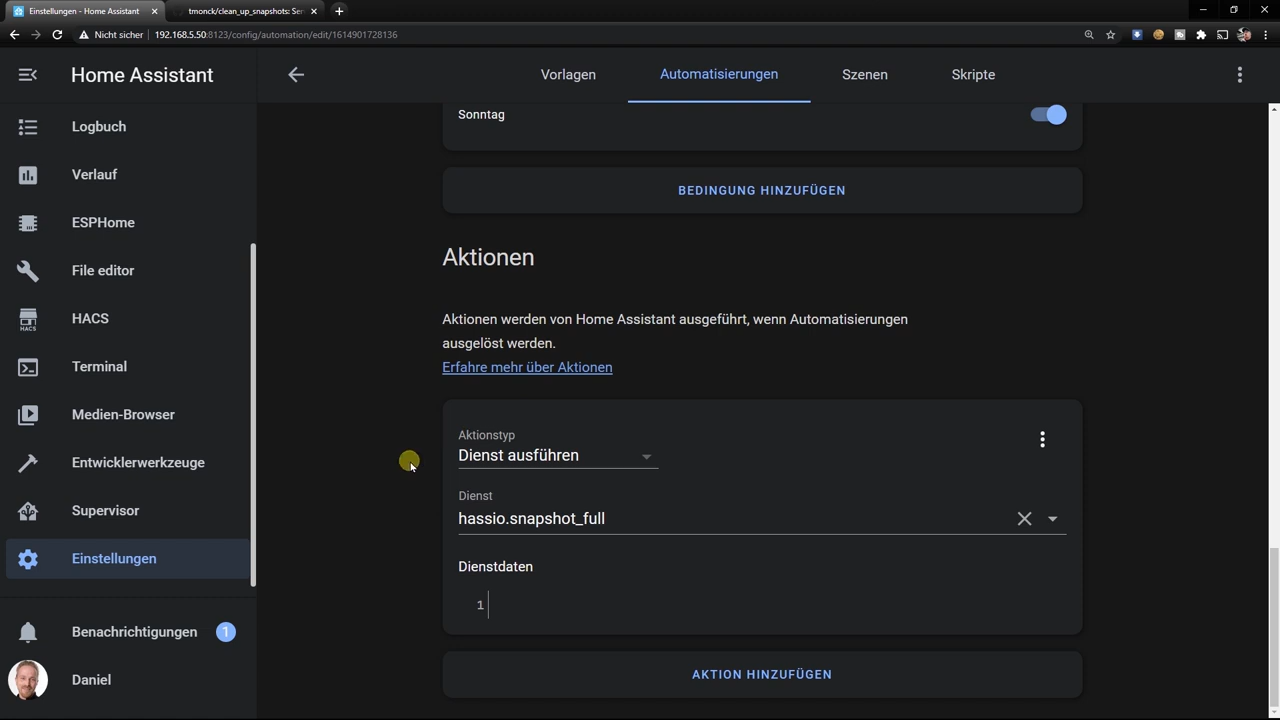 Einstellungen - Home Assistant
tmonck/clean_up_snapshots: Ser
Nicht sicher
192.168.5.50:8123/config/automation/edit/1614901728136
Home Assistant
Vorlagen
Automatisierungen
Szenen
Skripte
Logbuch
Verlauf
ESPHome
File editor
HACS
HACS
Terminal
Medien-Browser
Entwicklerwerkzeuge
Supervisor
Einstellungen
Benachrichtigungen
1
Daniel
Sonntag
BEDINGUNG HINZUFÜGEN
Aktionen
Aktionen werden von Home Assistant ausgeführt, wenn Automatisierungen
ausgelöst werden.
Erfahre mehr über Aktionen
Aktionstyp
Dienst ausführen
Dienst
hassio.snapshot_full
Dienstdaten
1
AKTION HINZUFÜGEN